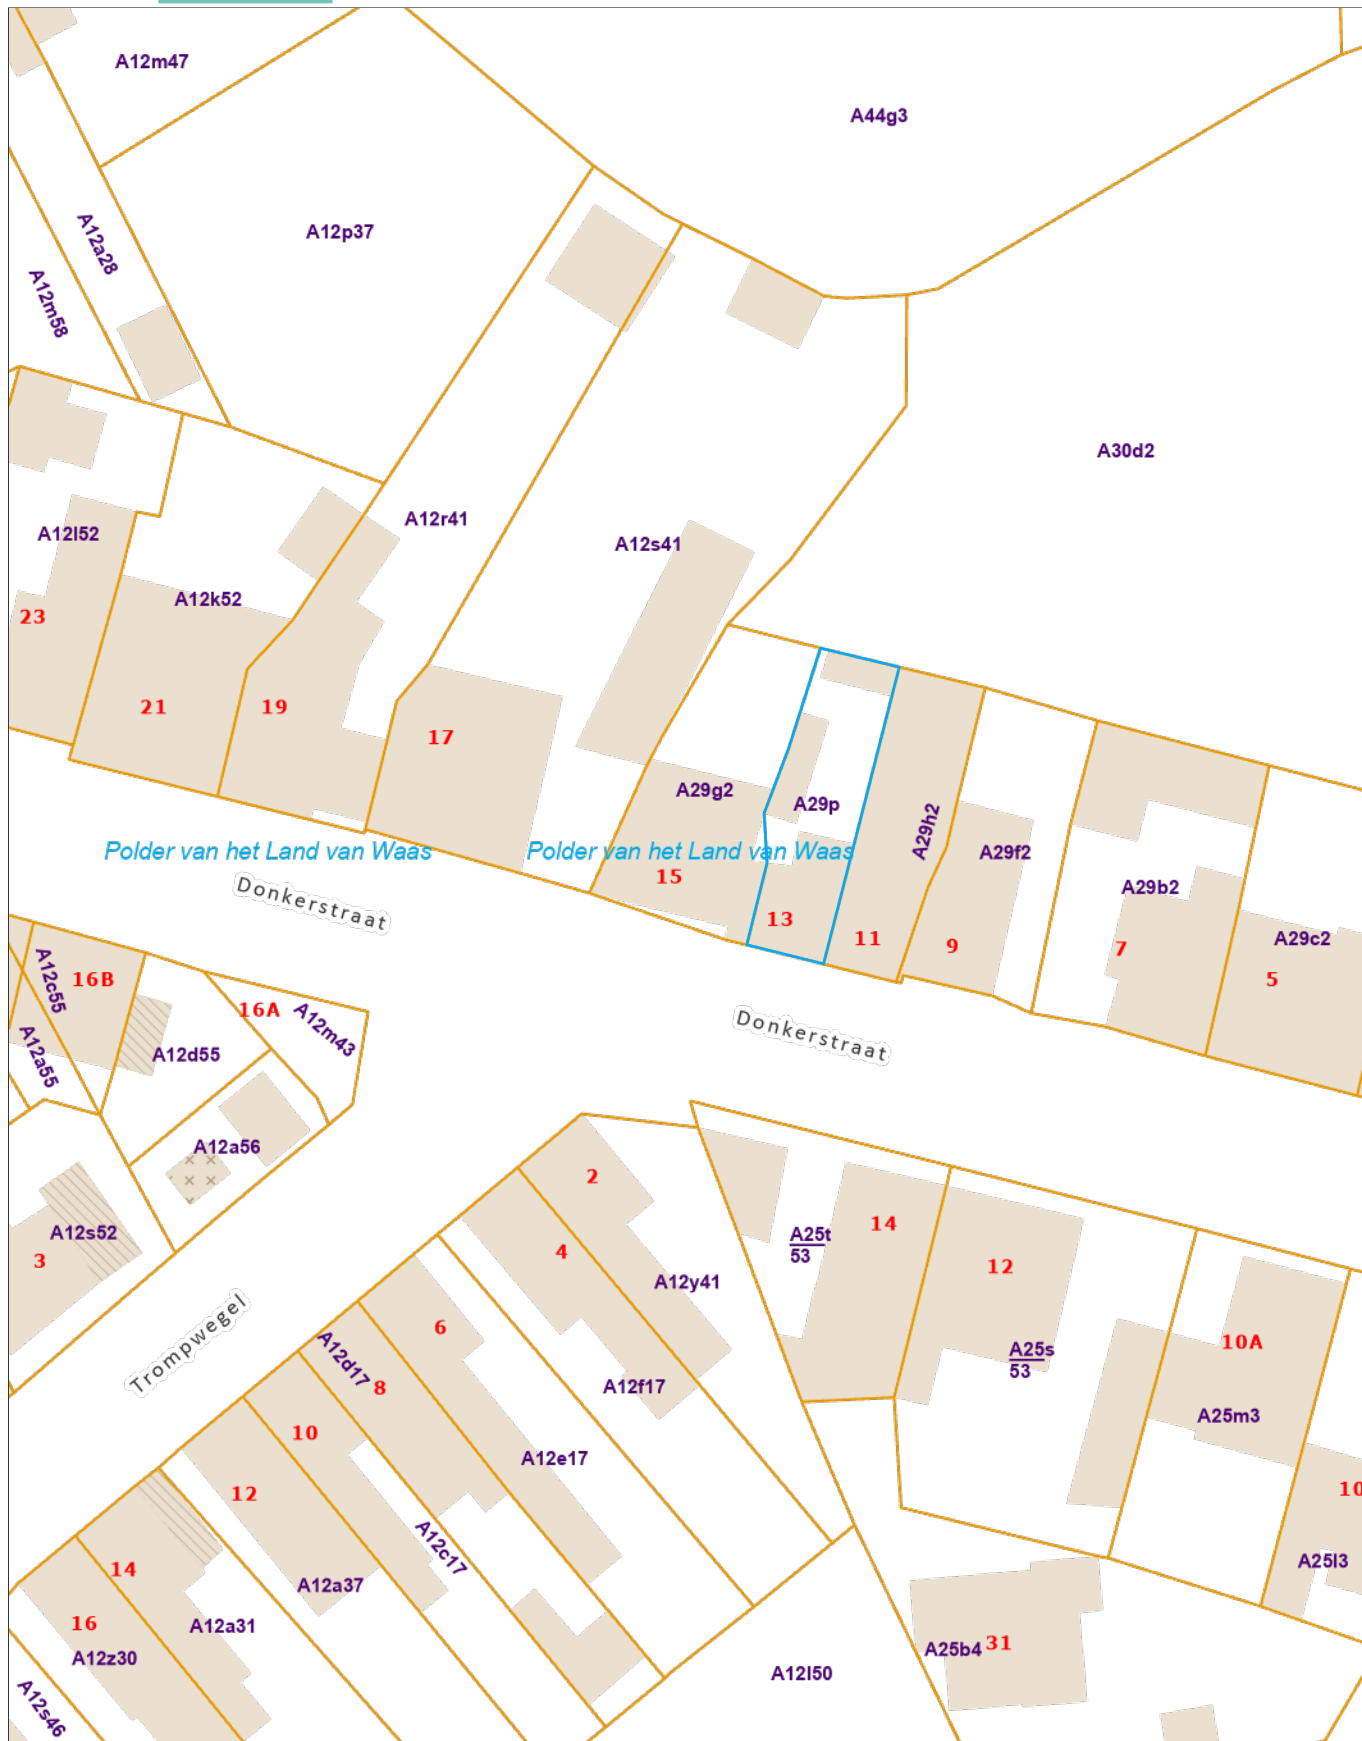 A12m47
A44g3
A12p37
A12a28
A12m58
A30d2
A12r41
A12l52
A12s41
A12k52
23
21
19
17
A29g2
A29p
A29h2
A29f2
Polder van het Land van Waas
Polder van het Land van Waas
15
A29b2
Donkerstraat
13
11
9
7
A29c2
5
16B
A12c55
16A
A12m43
Donkerstraat
A12a55
A12d55
A12a56
2
A12s52
3
4
A25t
53
14
12
A12y41
Trompwegel
6
A12d17
8
A12f17
A25s
53
10A
A25m3
10
A12e17
12
10
A12c17
14
A12a37
A25l3
16
A12a31
A12z30
A25b4
31
A12l50
A12s46